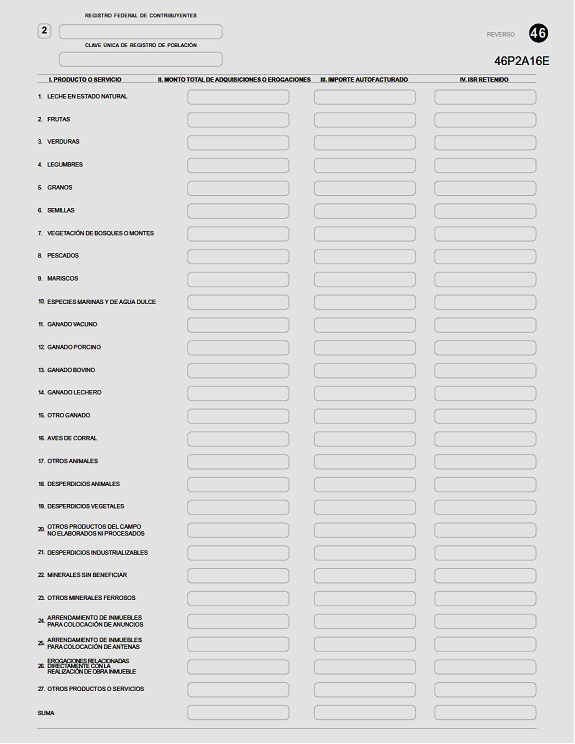 REGISTRO FEDERAL DE CONTRIBUYENTES
2
CLAVE ÚNICA DE REGISTRO DE POBLACIÓN
REVERSO 46
46P2A16E
I. PRODUCTO O SERVICIO II. MONTO TOTAL DE ADQUISICIONES O EROGACIONES III. IMPORTE AUTOFACTURADO IV. ISR RETENIDO
1. LECHE EN ESTADO NATURAL
2. FRUTAS
3. VERDURAS
4. LEGUMBRES
5. GRANOS
6. SEMILLAS
7. VEGETACIÓN DE BOSQUES O MONTES
8. PESCADOS
9. MARISCOS
10. ESPECIES MARINAS Y DE AGUA DULCE
11. GANADO VACUNO
12. GANADO PORCINO
13. GANADO BOVINO
14. GANADO LECHERO
15. OTRO GANADO
16. AVES DE CORRAL
17. OTROS ANIMALES
18. DESPERDICIOS ANIMALES
19. DESPERDICIOS VEGETALES
20. OTROS PRODUCTOS DEL CAMPO
NO ELABORADOS NI PROCESADOS
21. DESPERDICIOS INDUSTRIALIZABLES
22. MINERALES SIN BENEFICIAR
23. OTROS MINERALES FERROSOS
24. ARRENDAMIENTO DE INMUEBLES
PARA COLOCACIÓN DE ANUNCIOS
25. ARRENDAMIENTO DE INMUEBLES
PARA COLOCACIÓN DE ANTENAS
EROGACIONES RELACIONADAS
26. DIRECTAMENTE CON LA
REALIZACIÓN DE OBRA INMUEBLE
27. OTROS PRODUCTOS O SERVICIOS
SUMA